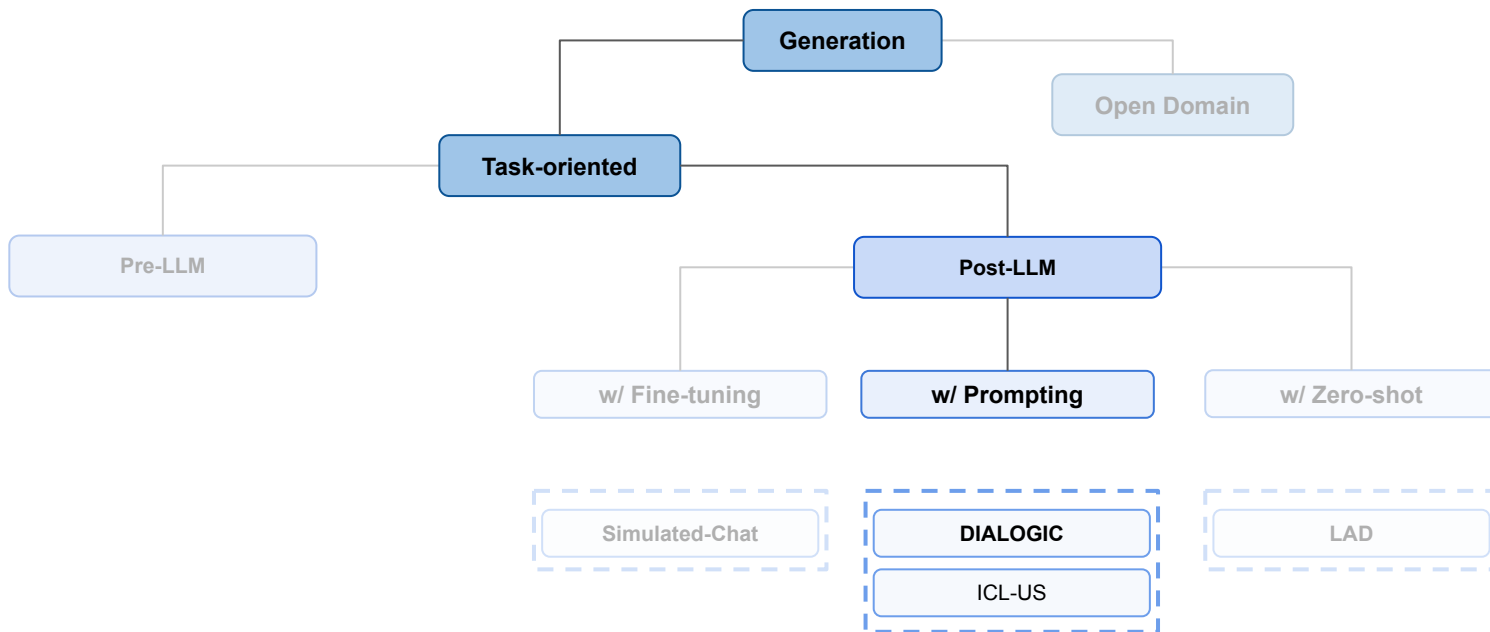 Generation
Open Domain
Task-oriented
Pre-LLM
Post-LLM
w/ Fine-tuning
w/ Prompting
w/ Zero-shot
Simulated-Chat
DIALOGIC
LAD
ICL-US